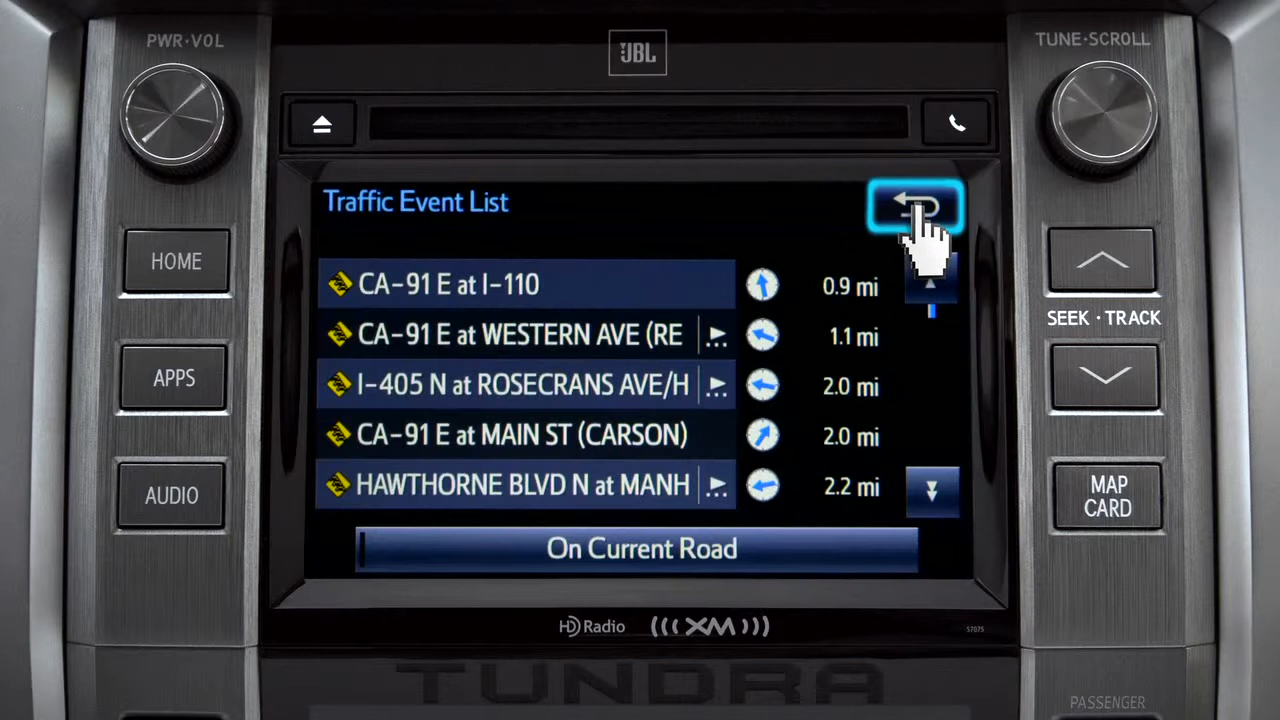 PWR·VOL
JBL
TUNE·SCROLL
Traffic Event List
CA-91 E at I-110
0.9 mi
CA-91 E at WESTERN AVE (RE
1.1 mi
I-405 N at ROSECRANS AVE/H
2.0 mi
CA-91 E at MAIN ST (CARSON)
2.0 mi
HAWTHORNE BLVD N at MANH
2.2 mi
On Current Road
HOME
APPS
AUDIO
SEEK · TRACK
MAP
CARD
HD Radio
XM
57075
TUNDRA
PASSENGER